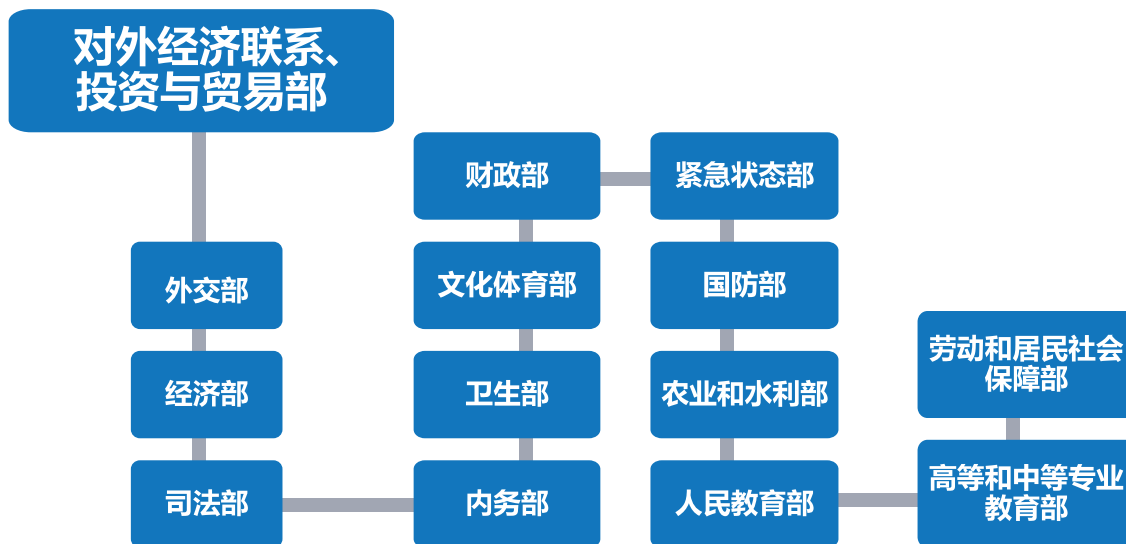 对外经济联系、
投资与贸易部
外交部
经济部
司法部
财政部
文化体育部
卫生部
内务部
紧急状态部
国防部
农业和水利部
人民教育部
劳动和居民社会
保障部
高等和中等专业
教育部